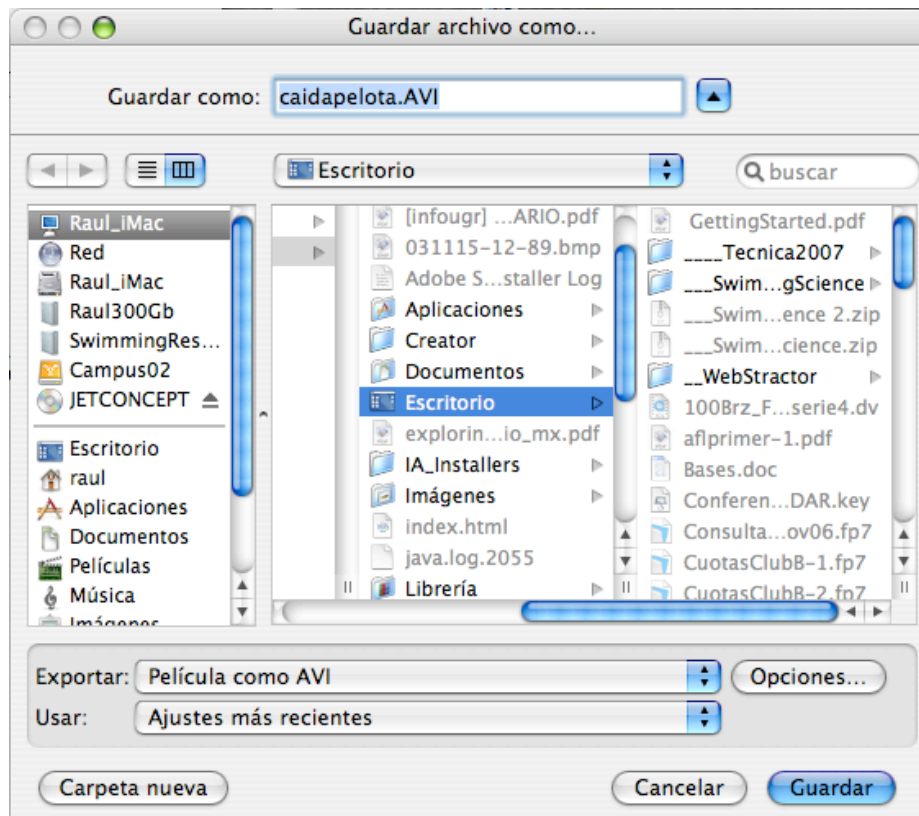 Guardar archivo como...
Guardar como: caidapelota.AVI
Escritorio
buscar
Raul_iMac
Red
Raul_iMac
Raul300Gb
SwimmingRes...
Campus02
JETCONCEPT
Escritorio
raul
Aplicaciones
Documentos
Películas
Música
Imágenes
[infougr] ...ARIO.pdf
031115-12-89.bmp
Adobe S...staller Log
Aplicaciones
Creator
Documentos
Escritorio
explorin...io_mx.pdf
IA_Installers
Imágenes
index.html
java.log.2055
Librería
GettingStarted.pdf
____Tecnica2007
___Swim...gScience
___Swim...ence 2.zip
___Swim...cience.zip
__WebStractor
100Brz_F...serie4.dv
aflprimer-1.pdf
Bases.doc
Conferen...DAR.key
Consulta...ov06.fp7
CuotasClubB-1.fp7
CuotasClubB-2.fp7
Exportar: Película como AVI
Opciones...
Usar: Ajustes más recientes
Carpeta nueva
Cancelar
Guardar